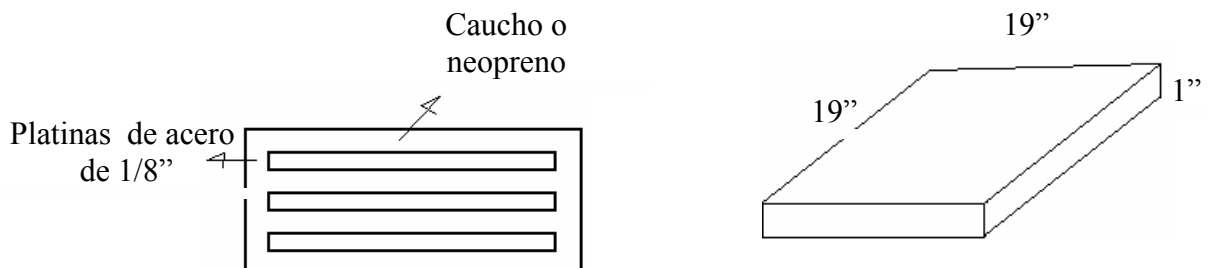 Caucho o
neopreno
Platinas de acero
de 1/8”
19”
19”
1”